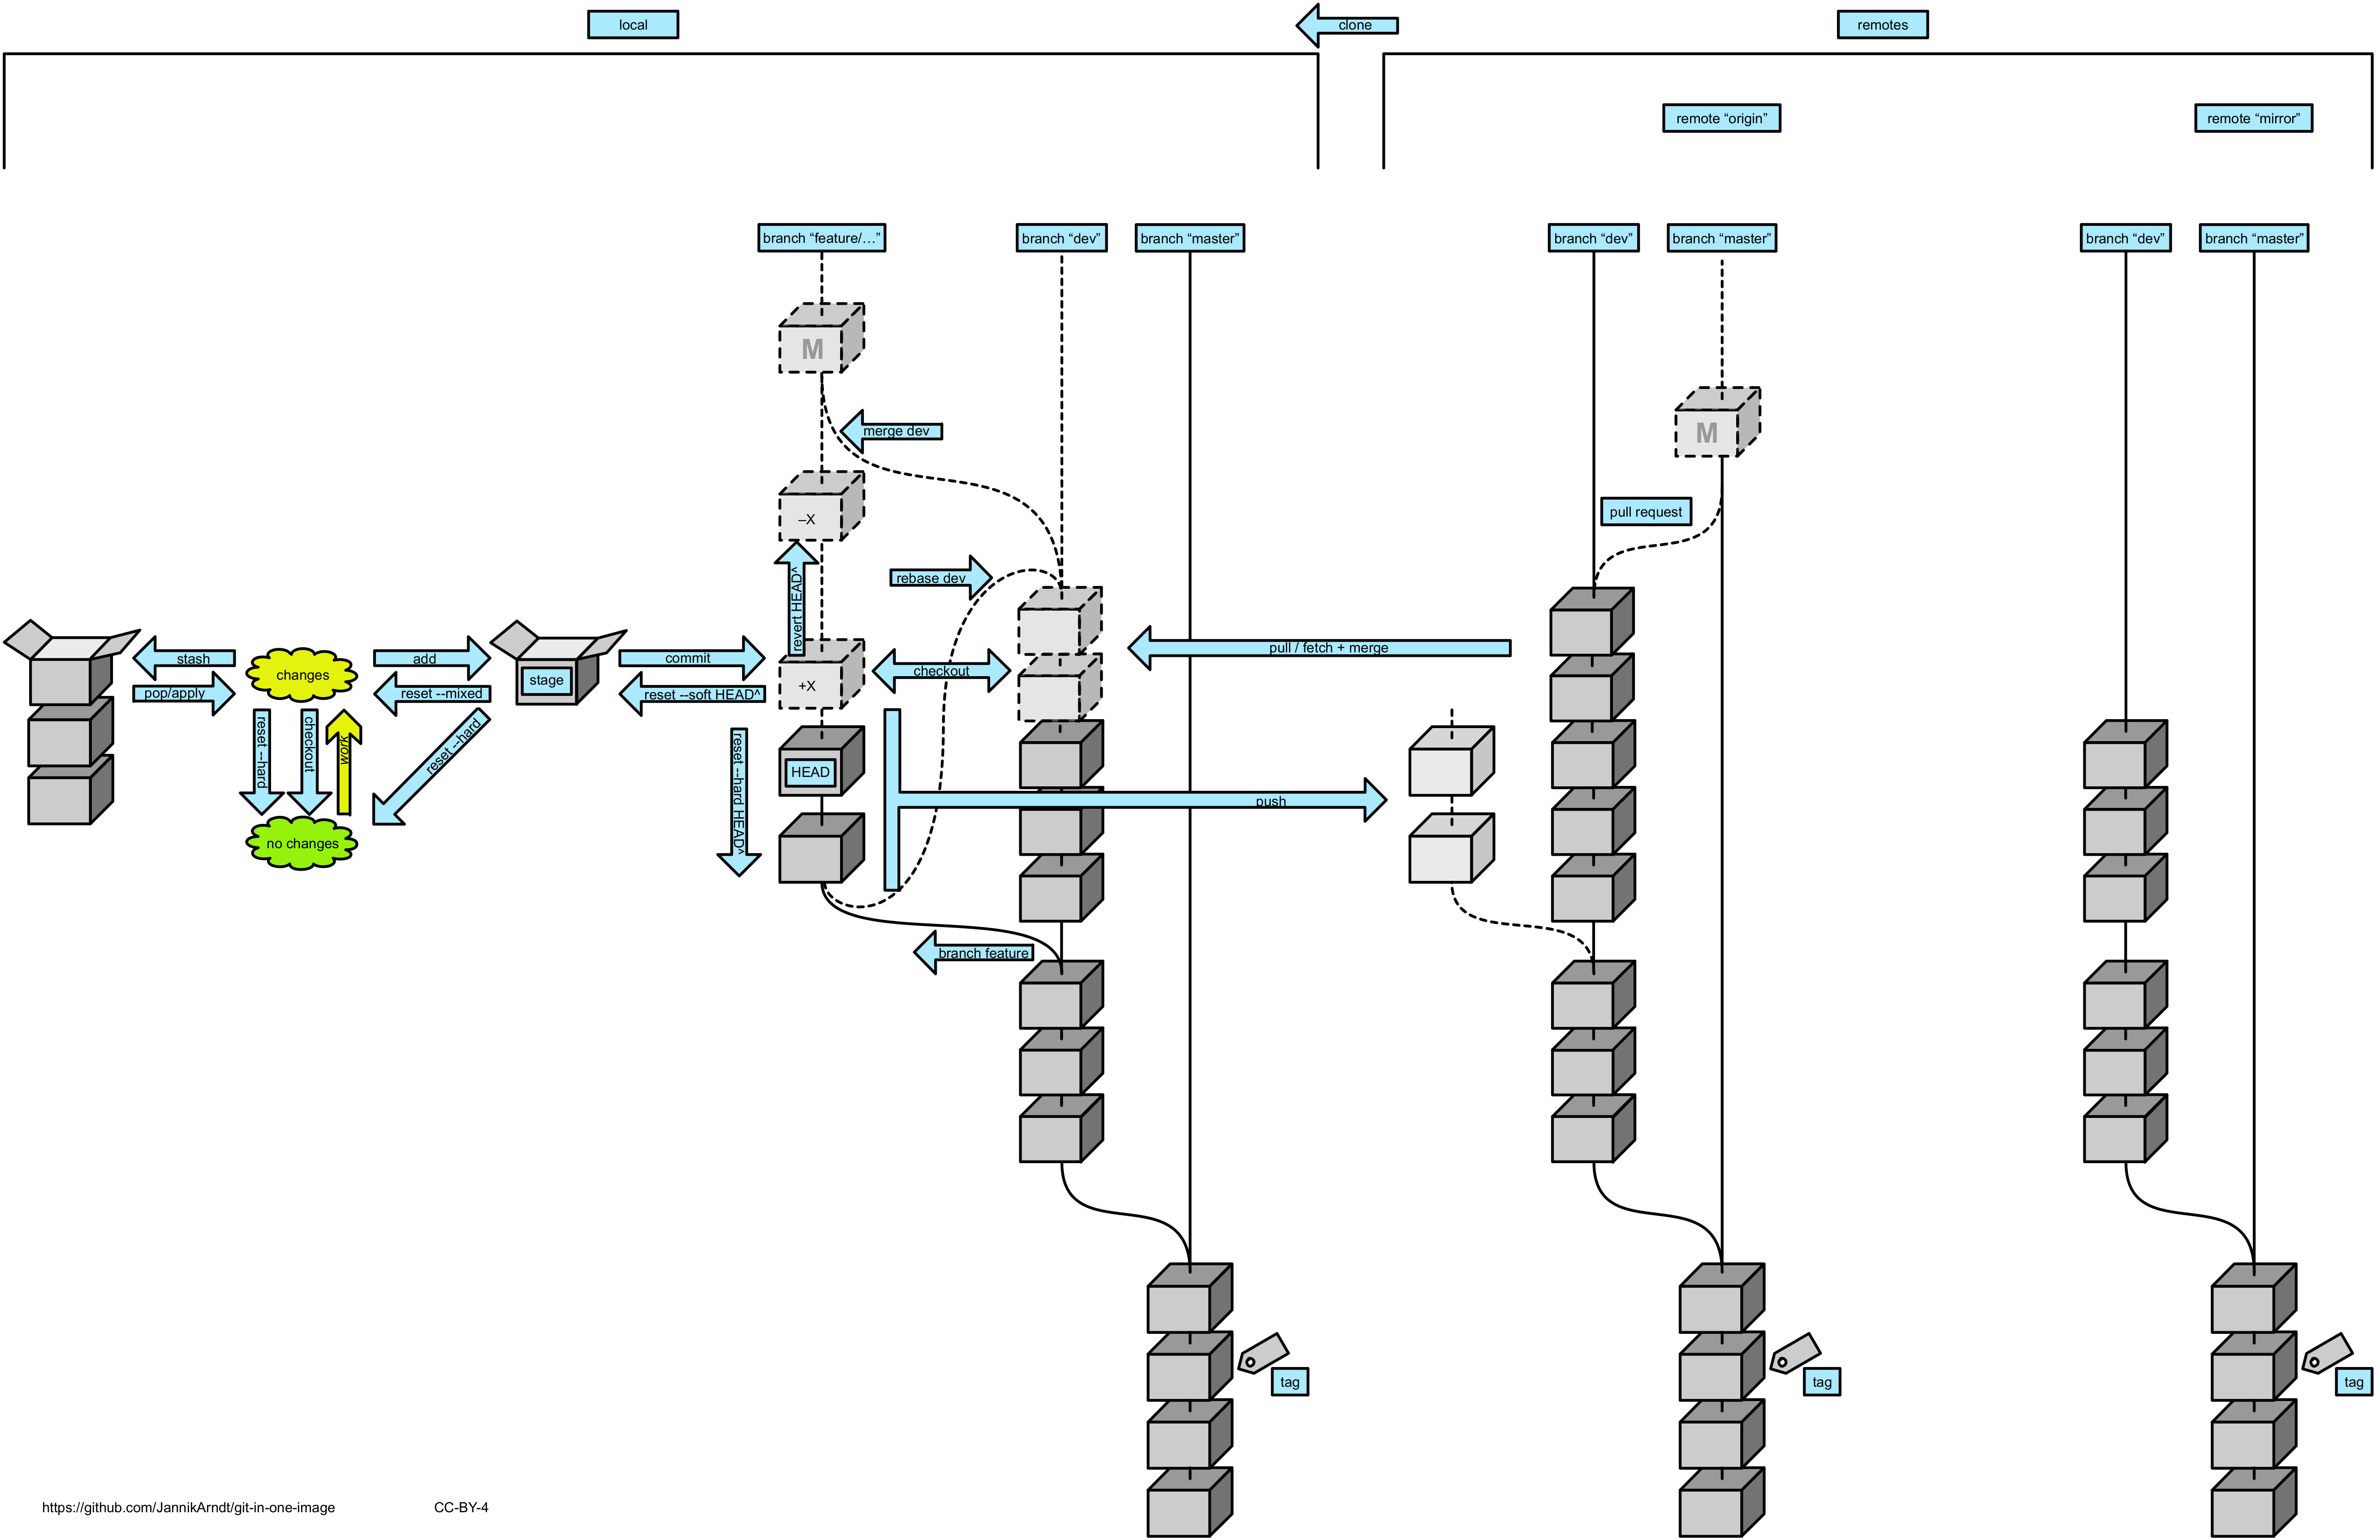 local
clone
remotes
remote “origin”
remote “mirror”
branch “feature/…”
branch “dev”
branch “master”
branch “dev”
branch “master”
branch “dev”
branch “master”
M
merge dev
M
–X
pull request
revert HEAD^
rebase dev
stash
changes
add
stage
commit
+X
checkout
pull / fetch + merge
pop/apply
reset --mixed
reset --soft HEAD^
reset --hard
checkout
work
reset --hard
reset --hard HEAD^
HEAD
push
no changes
branch feature
tag
tag
tag
https://github.com/JannikArndt/git-in-one-image
CC-BY-4